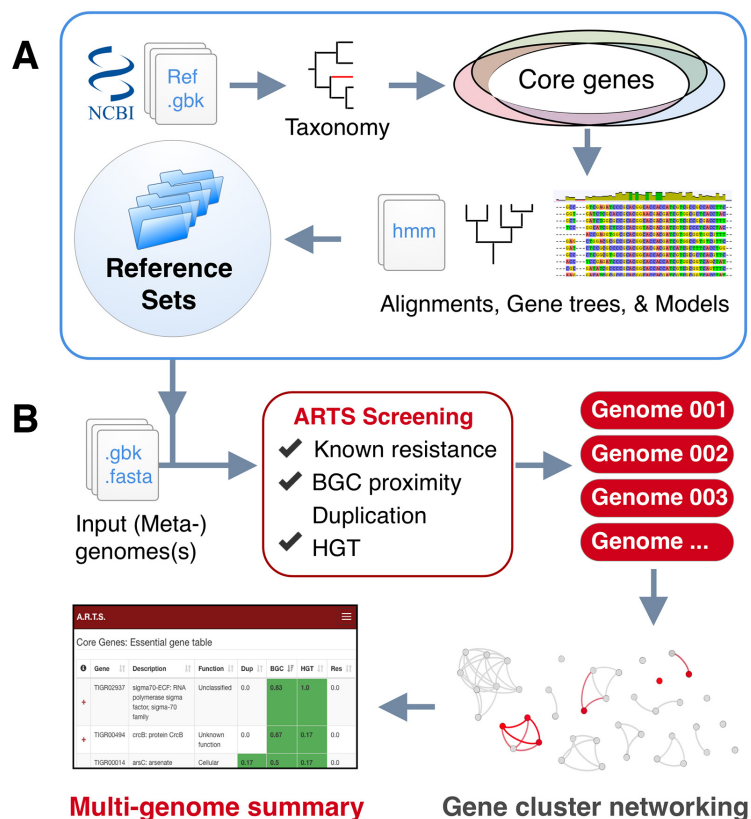 A
NCBI
Ref
.gbk
Taxonomy
Core genes
hmm
Reference
Sets
Alignments, Gene trees, & Models
B
.gbk
.fasta
Input (Meta-)
genomes(s)
ARTS Screening
Known resistance
BGC proximity
Duplication
HGT
Genome 001
Genome 002
Genome 003
Genome ...
A.R.T.S.
Core Genes: Essential gene table
Gene Description Function Dup BGC HGT Res
TIGR02937 sigma70-ECF: RNA Unclassified 0.0 0.83 1.0 0.0
polymerase sigma
factor, sigma-70
family
TIGR00494 crcB: protein CrcB Unknown 0.0 0.67 0.17 0.0
function
TIGR00014 arsC: arsenate Cellular 0.17 0.5 0.17 0.0
Multi-genome summary
Gene cluster networking